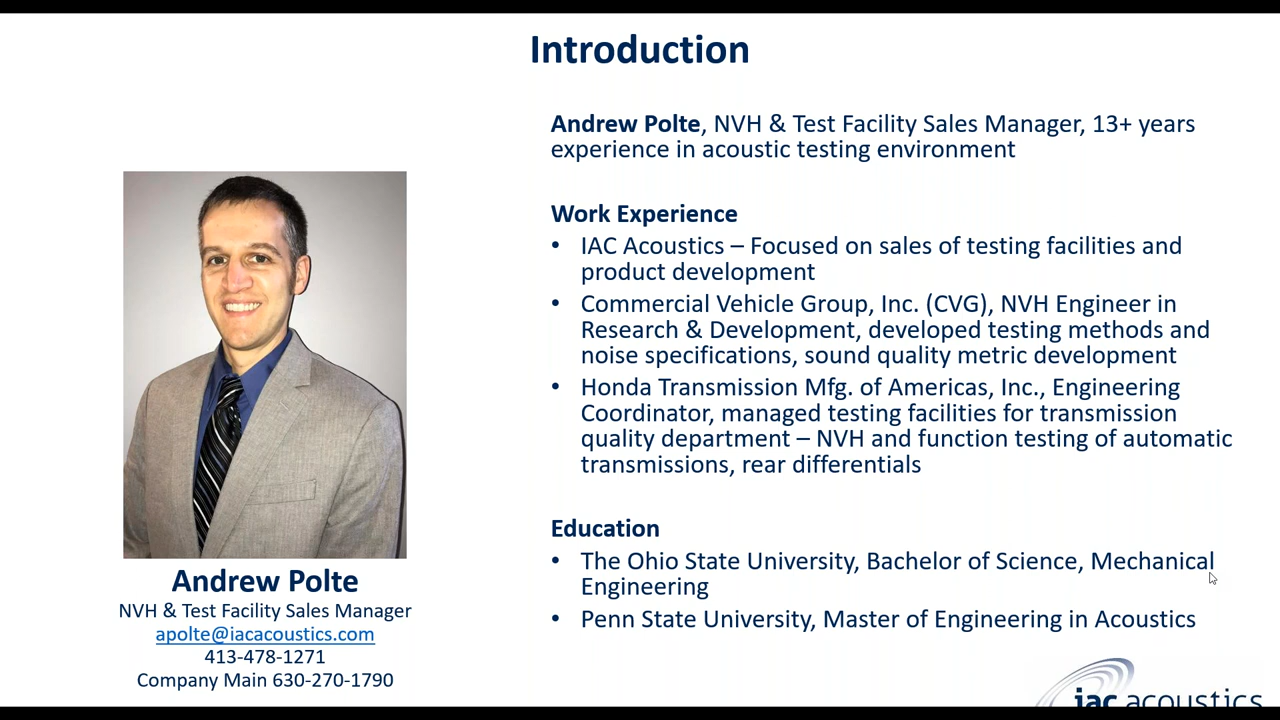 Introduction
Andrew Polte, NVH & Test Facility Sales Manager, 13+ years
experience in acoustic testing environment
Work Experience
• IAC Acoustics – Focused on sales of testing facilities and
product development
• Commercial Vehicle Group, Inc. (CVG), NVH Engineer in
Research & Development, developed testing methods and
noise specifications, sound quality metric development
• Honda Transmission Mfg. of Americas, Inc., Engineering
Coordinator, managed testing facilities for transmission
quality department – NVH and function testing of automatic
transmissions, rear differentials
Education
• The Ohio State University, Bachelor of Science, Mechanical
Engineering
• Penn State University, Master of Engineering in Acoustics
Andrew Polte
NVH & Test Facility Sales Manager
apolte@iacacoustics.com
413-478-1271
Company Main 630-270-1790
iac acoustics